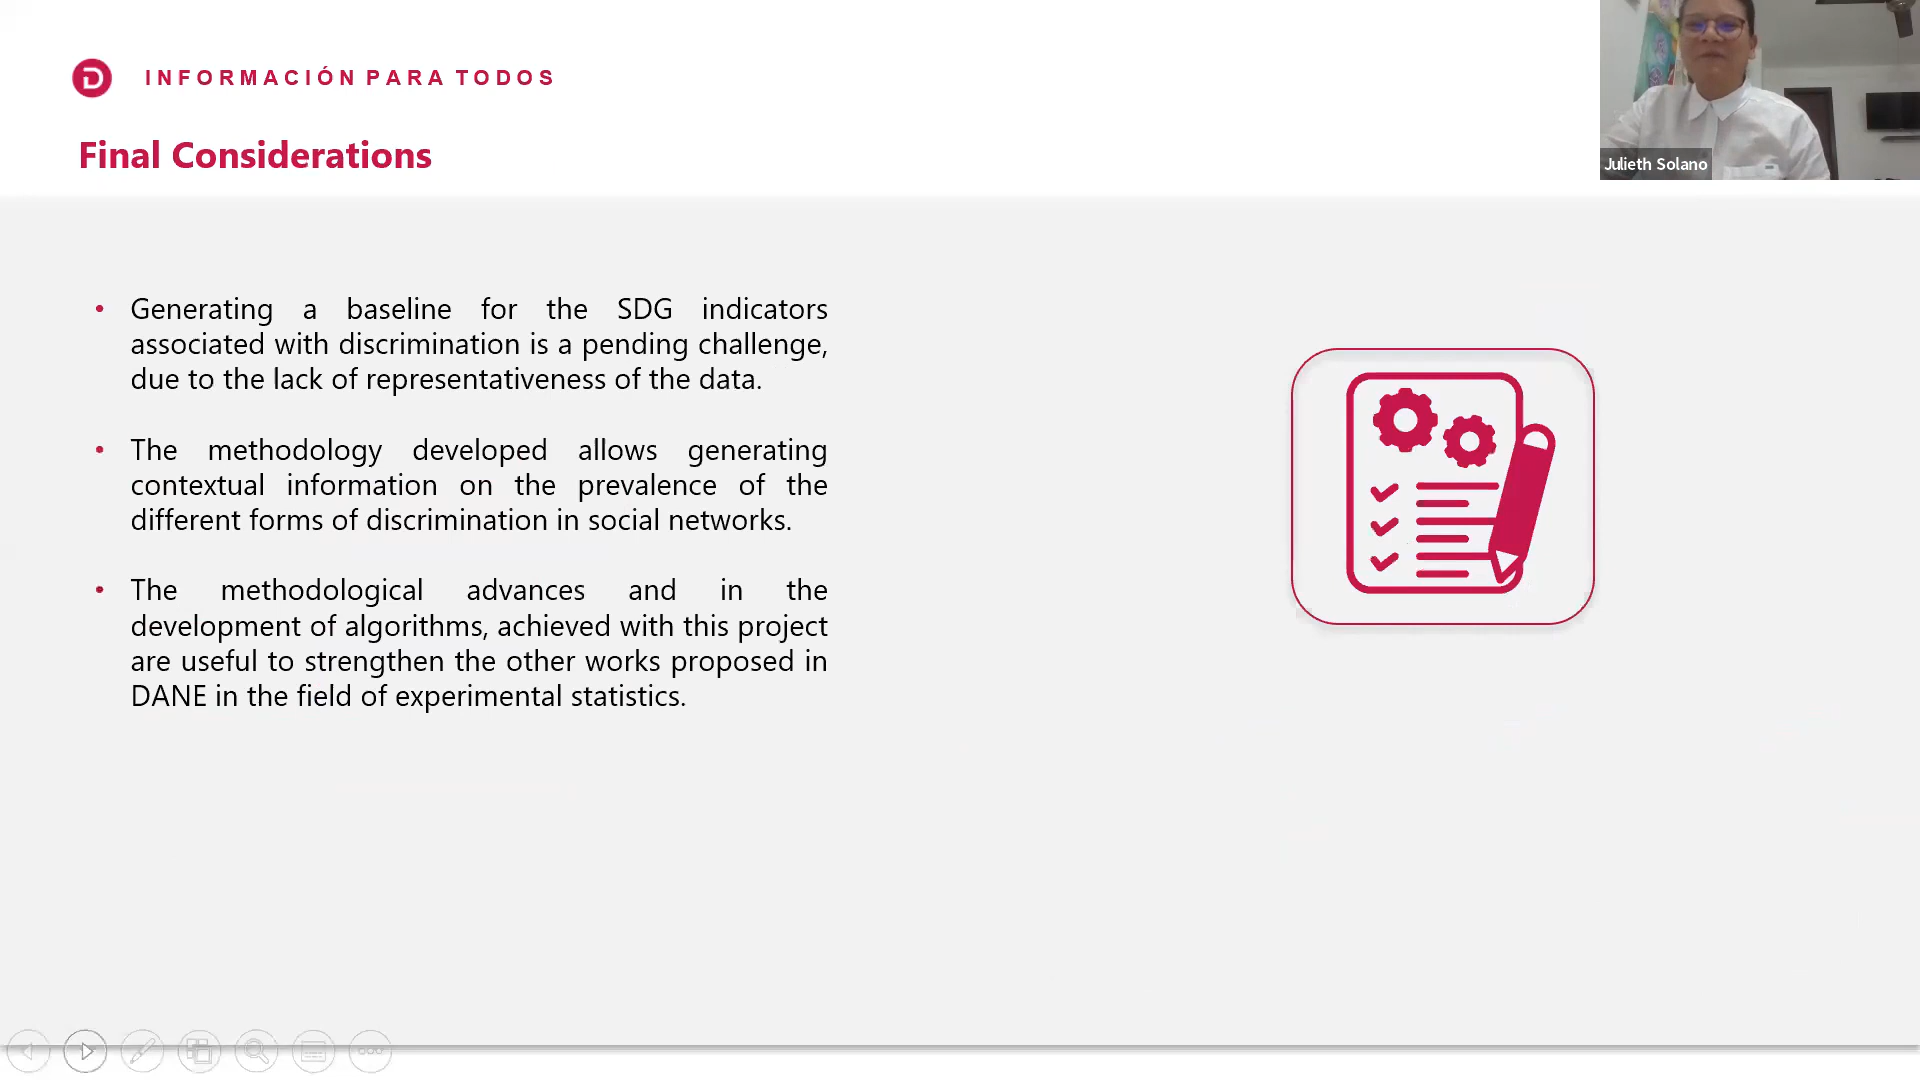 INFORMACIÓN PARA TODOS
Final Considerations
Julieth Solano
• Generating a baseline for the SDG indicators
associated with discrimination is a pending challenge,
due to the lack of representativeness of the data.
• The methodology developed allows generating
contextual information on the prevalence of the
different forms of discrimination in social networks.
• The methodological advances and in the
development of algorithms, achieved with this project
are useful to strengthen the other works proposed in
DANE in the field of experimental statistics.